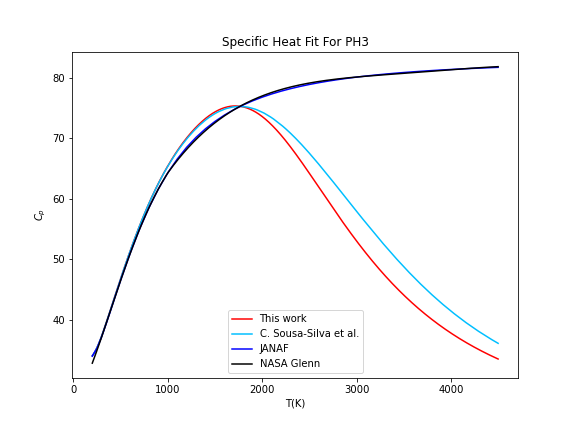 Specific Heat Fit For PH3
80
70
60
50
40
C_p
This work
C. Sousa-Silva et al.
JANAF
NASA Glenn
0 1000 2000 3000 4000
T(K)